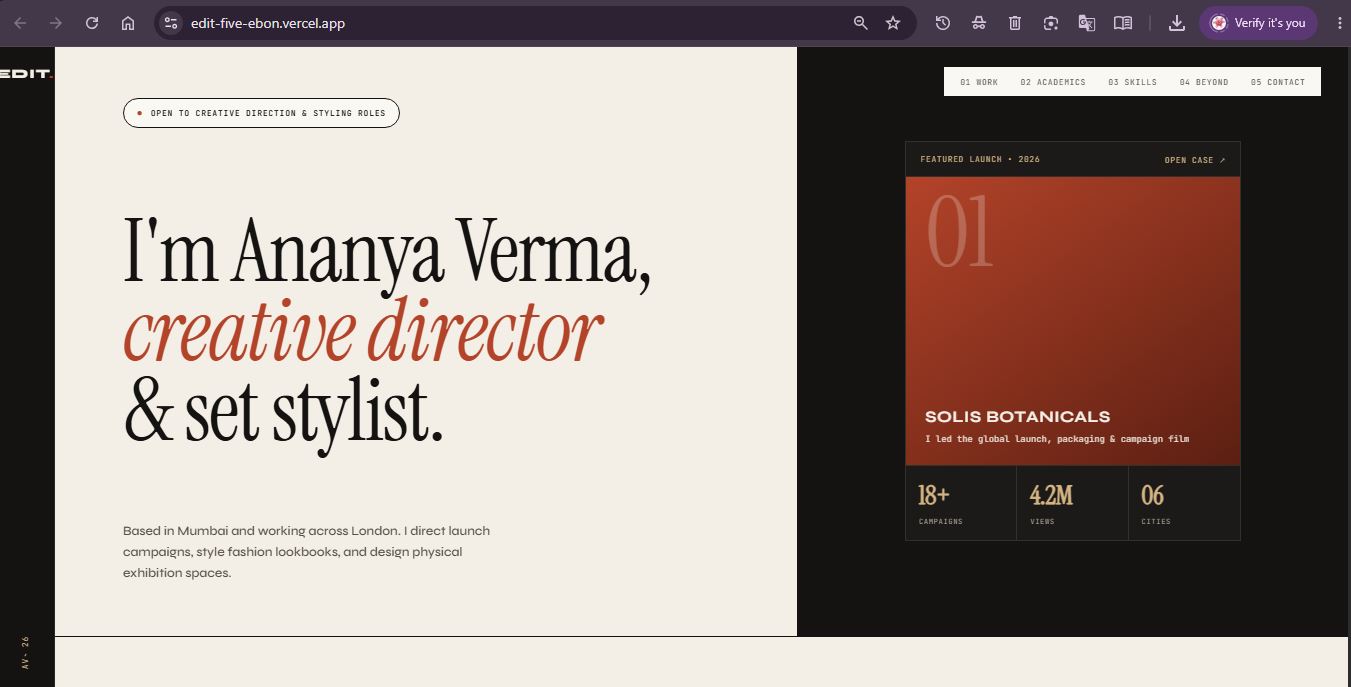 edit-five-ebon.vercel.app
Verify it's you
EDIT.
01 WORK 02 ACADEMICS 03 SKILLS 04 BEYOND 05 CONTACT
OPEN TO CREATIVE DIRECTION & STYLING ROLES
I'm Ananya Verma,
creative director
& set stylist.
Based in Mumbai and working across London. I direct launch
campaigns, style fashion lookbooks, and design physical
exhibition spaces.
FEATURED LAUNCH • 2026 OPEN CASE ↗
01
SOLIS BOTANICALS
I led the global launch, packaging & campaign film
18+ 4.2M 06
CAMPAIGNS VIEWS CITIES
AV· 26